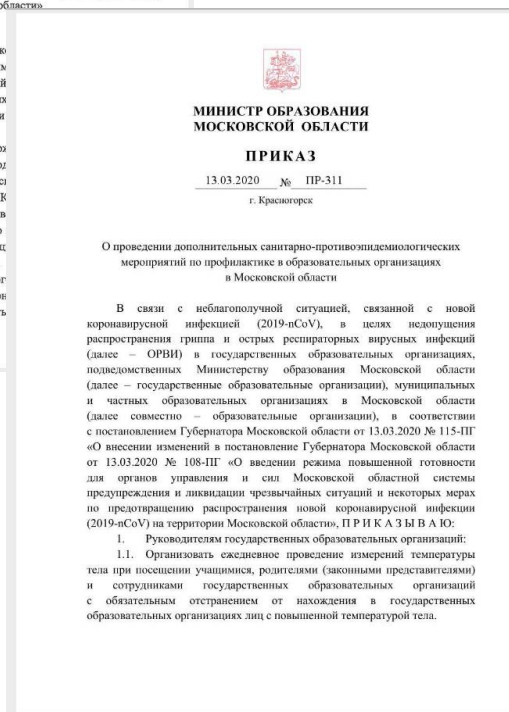 области»
МИНИСТР ОБРАЗОВАНИЯ
МОСКОВСКОЙ ОБЛАСТИ
ПРИКАЗ
13.03.2020 № ПР-311
г. Красногорск
О проведении дополнительных санитарно-противоэпидемиологических
мероприятий по профилактике в образовательных организациях
в Московской области
В связи с неблагополучной ситуацией, связанной с новой
коронавирусной инфекцией (2019-nCoV), в целях недопущения
распространения гриппа и острых респираторных вирусных инфекций
(далее – ОРВИ) в государственных образовательных организациях,
подведомственных Министерству образования Московской области
(далее – государственные образовательные организации), муниципальных
и частных образовательных организациях в Московской области
(далее совместно – образовательные организации), в соответствии
с постановлением Губернатора Московской области от 13.03.2020 № 115-ПГ
«О внесении изменений в постановление Губернатора Московской области
от 13.03.2020 № 108-ПГ «О введении режима повышенной готовности
для органов управления и сил Московской областной системы
предупреждения и ликвидации чрезвычайных ситуаций и некоторых мерах
по предотвращению распространения новой коронавирусной инфекции
(2019-nCoV) на территории Московской области», П Р И К А З Ы В А Ю:
1. Руководителям государственных образовательных организаций:
1.1. Организовать ежедневное проведение измерений температуры
тела при посещении учащимися, родителями (законными представителями)
и сотрудниками государственных образовательных организаций
с обязательным отстранением от нахождения в государственных
образовательных организациях лиц с повышенной температурой тела.